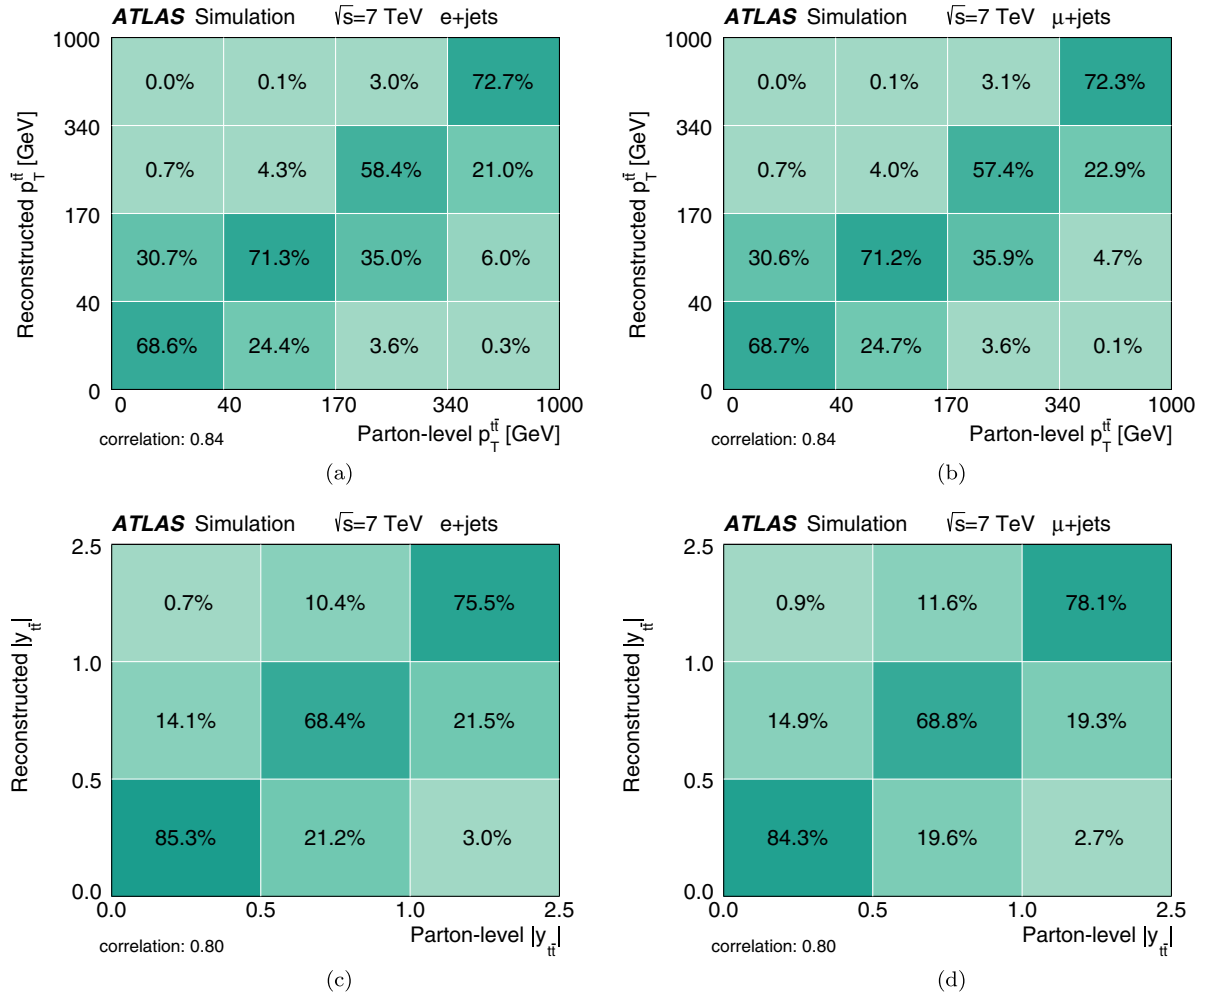 ATLAS Simulation √s=7 TeV e+jets
1000
340
170
40
0
Reconstructed p_T^{tt̄} [GeV]
0.0% 0.1% 3.0% 72.7%
0.7% 4.3% 58.4% 21.0%
30.7% 71.3% 35.0% 6.0%
68.6% 24.4% 3.6% 0.3%
0 40 170 340 1000
correlation: 0.84
Parton-level p_T^{tt̄} [GeV]
(a)
ATLAS Simulation √s=7 TeV μ+jets
1000
340
170
40
0
Reconstructed p_T^{tt̄} [GeV]
0.0% 0.1% 3.1% 72.3%
0.7% 4.0% 57.4% 22.9%
30.6% 71.2% 35.9% 4.7%
68.7% 24.7% 3.6% 0.1%
0 40 170 340 1000
correlation: 0.84
Parton-level p_T^{tt̄} [GeV]
(b)
ATLAS Simulation √s=7 TeV e+jets
2.5
1.0
0.5
0.0
Reconstructed |y_{tt̄}|
0.7% 10.4% 75.5%
14.1% 68.4% 21.5%
85.3% 21.2% 3.0%
0.0 0.5 1.0 2.5
correlation: 0.80
Parton-level |y_{tt̄}|
(c)
ATLAS Simulation √s=7 TeV μ+jets
2.5
1.0
0.5
0.0
Reconstructed |y_{tt̄}|
0.9% 11.6% 78.1%
14.9% 68.8% 19.3%
84.3% 19.6% 2.7%
0.0 0.5 1.0 2.5
correlation: 0.80
Parton-level |y_{tt̄}|
(d)